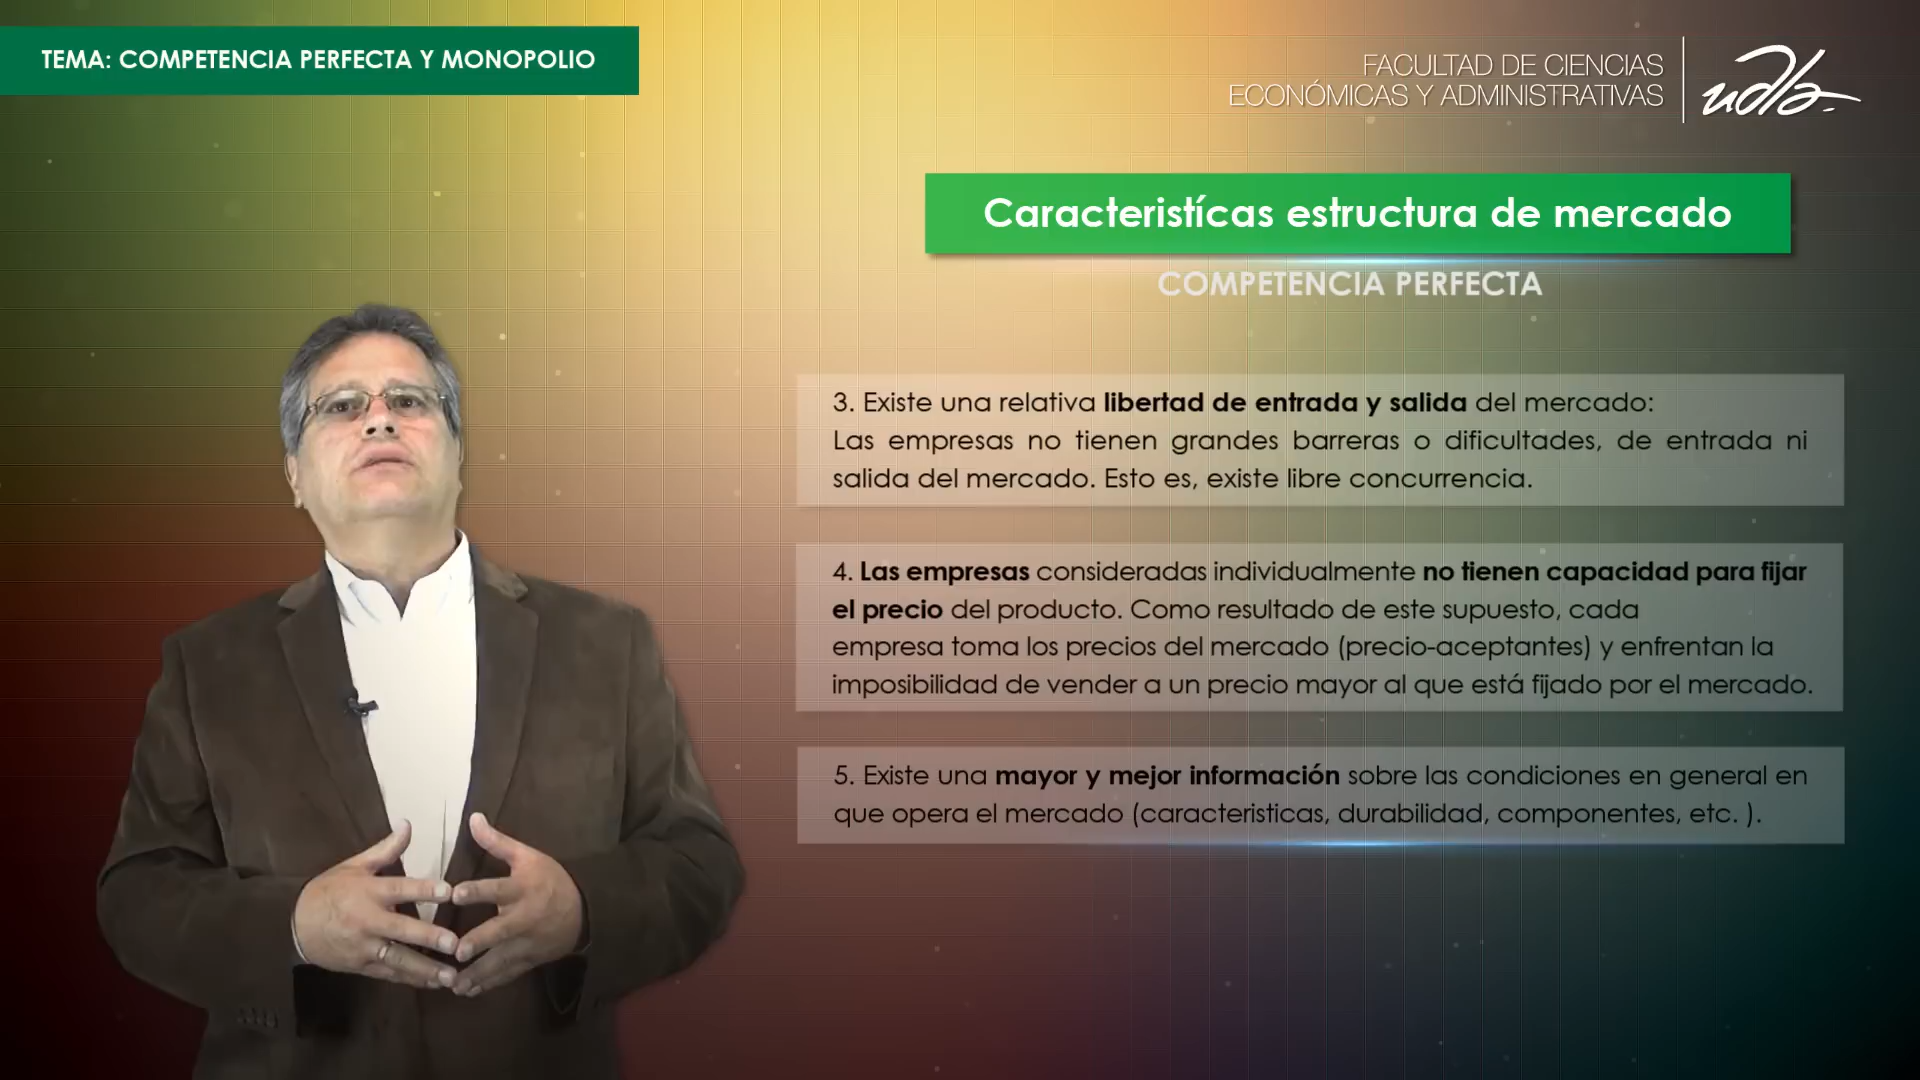 TEMA: COMPETENCIA PERFECTA Y MONOPOLIO
FACULTAD DE CIENCIAS
ECONÓMICAS Y ADMINISTRATIVAS
udla-
Caracteristícas estructura de mercado
COMPETENCIA PERFECTA
3. Existe una relativa libertad de entrada y salida del mercado:
Las empresas no tienen grandes barreras o dificultades, de entrada ni
salida del mercado. Esto es, existe libre concurrencia.
4. Las empresas consideradas individualmente no tienen capacidad para fijar
el precio del producto. Como resultado de este supuesto, cada
empresa toma los precios del mercado (precio-aceptantes) y enfrentan la
imposibilidad de vender a un precio mayor al que está fijado por el mercado.
5. Existe una mayor y mejor información sobre las condiciones en general en
que opera el mercado (caracteristicas, durabilidad, componentes, etc. ).